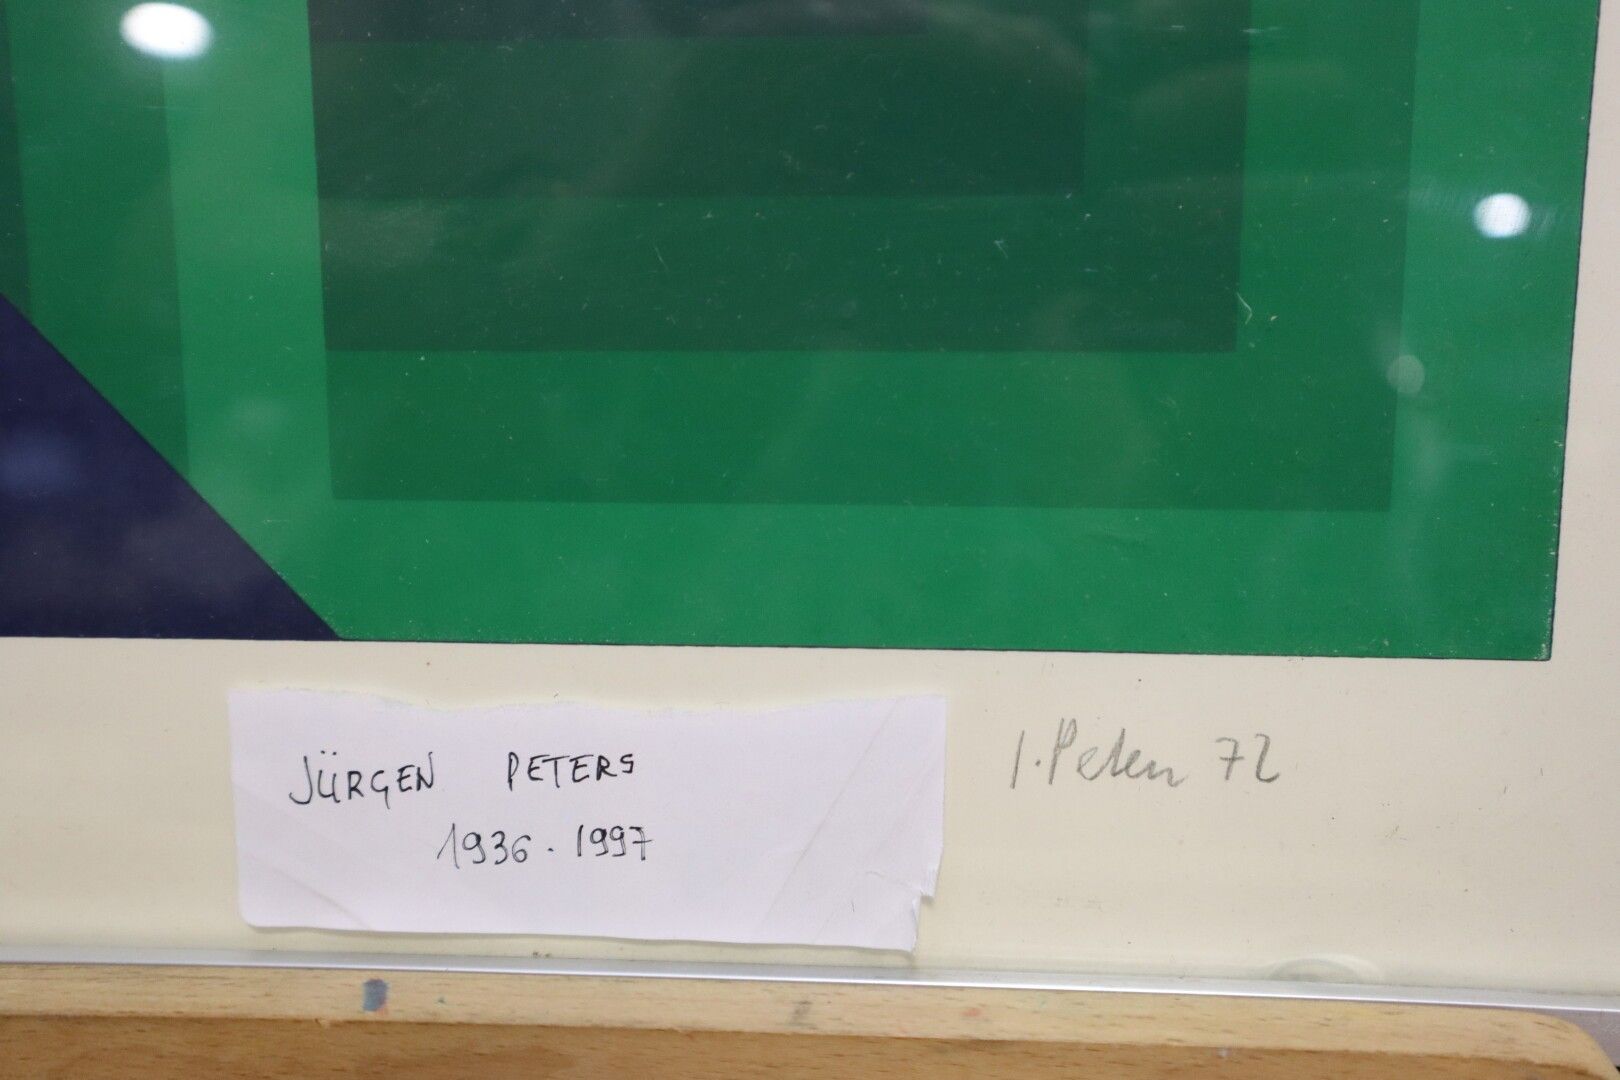 JÜRGEN PETERS
1936 . 1997
J. Peters 72